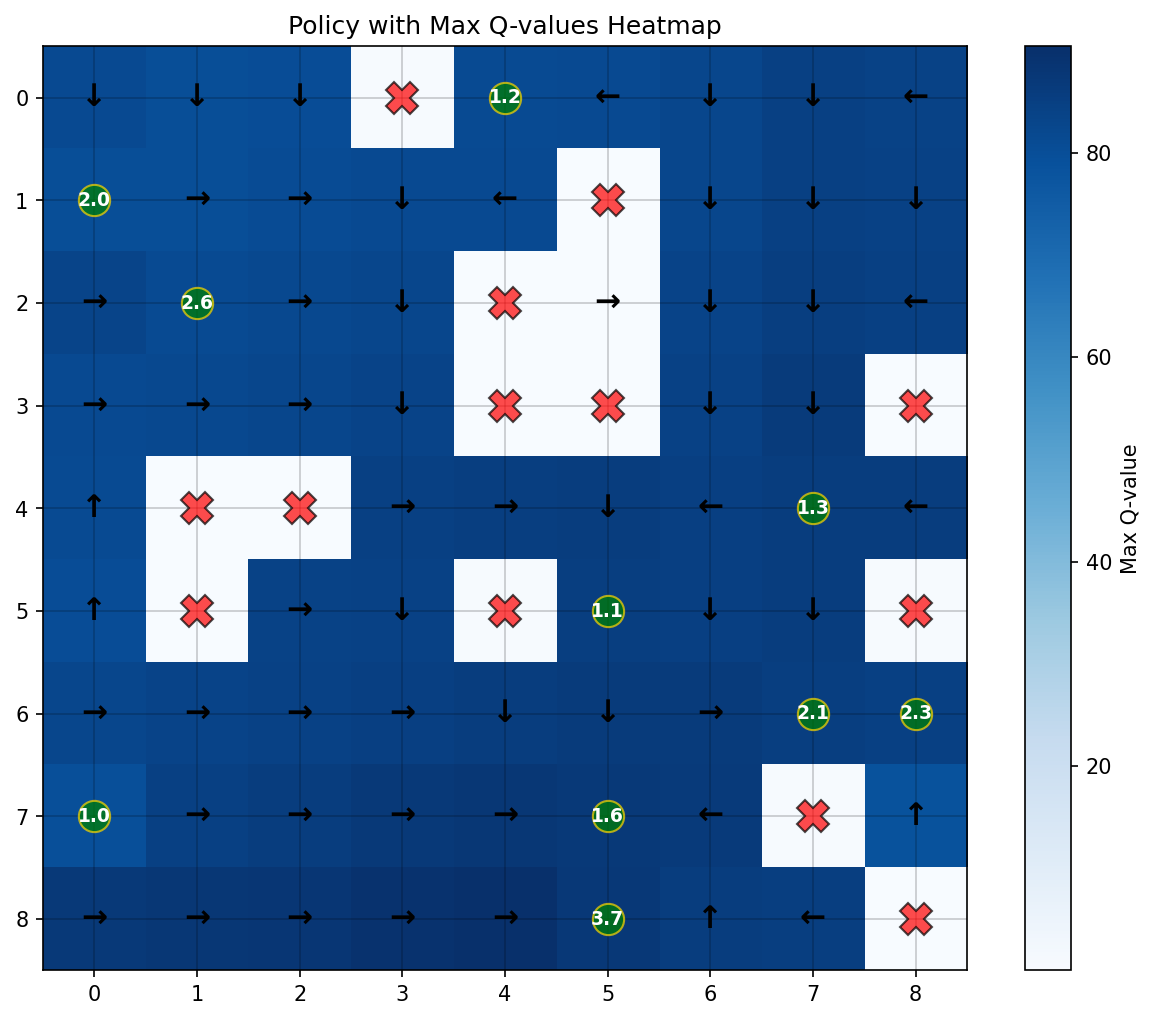 Policy with Max Q-values Heatmap
0 ↓ ↓ ↓ ✖ 1.2 ← ↓ ↓ ←
1 2.0 → → ↓ ← ✖ ↓ ↓ ↓
2 → 2.6 → ↓ ✖ → ↓ ↓ ←
3 → → → ↓ ✖ ✖ ↓ ↓ ✖
4 ↑ ✖ ✖ → → ↓ ← 1.3 ←
5 ↑ ✖ → ↓ ✖ 1.1 ↓ ↓ ✖
6 → → → → ↓ ↓ → 2.1 2.3
7 1.0 → → → → 1.6 ← ✖ ↑
8 → → → → → 3.7 ↑ ← ✖
0 1 2 3 4 5 6 7 8
80
60
40
20
Max Q-value